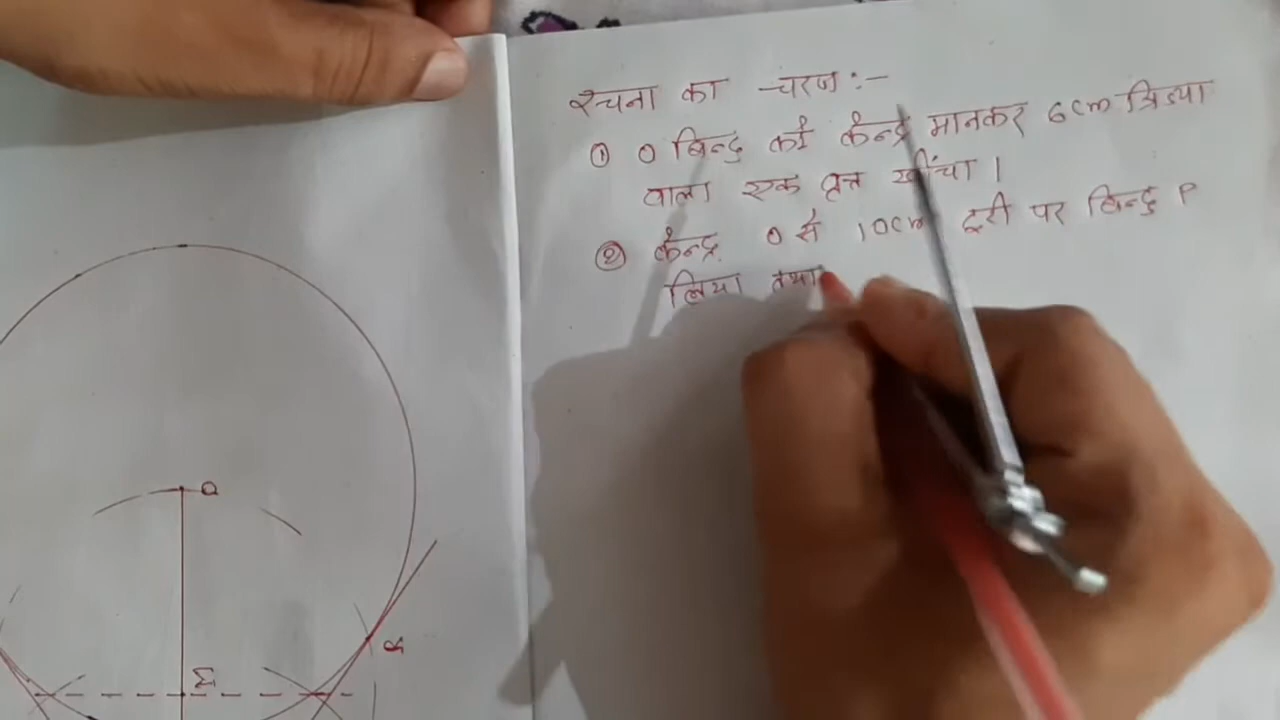 रचना का चरण :-
① O बिन्दु को केन्द्र मानकर 6cm त्रिज्या
वाला एक वृत्त खींचा ।
② केन्द्र O से 10cm दूरी पर बिन्दु P
लिया तथा
O
M